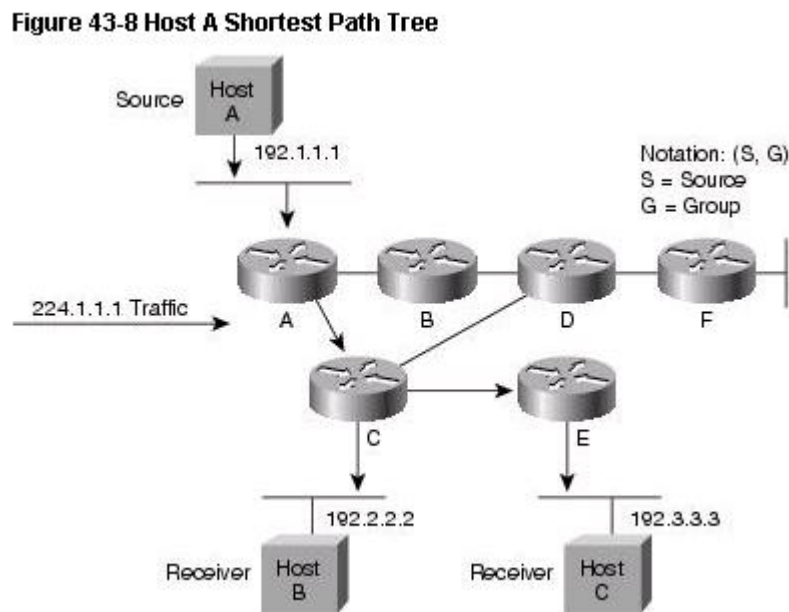 Figure 43-8 Host A Shortest Path Tree
Source
Host
A
192.1.1.1
Notation: (S, G)
S = Source
G = Group
224.1.1.1 Traffic
A
B
D
F
C
E
192.2.2.2
192.3.3.3
Receiver
Host
B
Receiver
Host
C